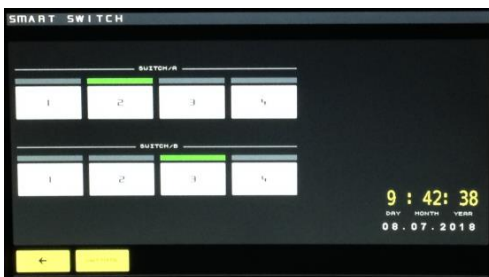 SMART SWITCH
SWITCH/A
1 2 3 4
SWITCH/B
1 2 3 4
9 : 42: 38
DAY MONTH YEAR
08.07.2018
←